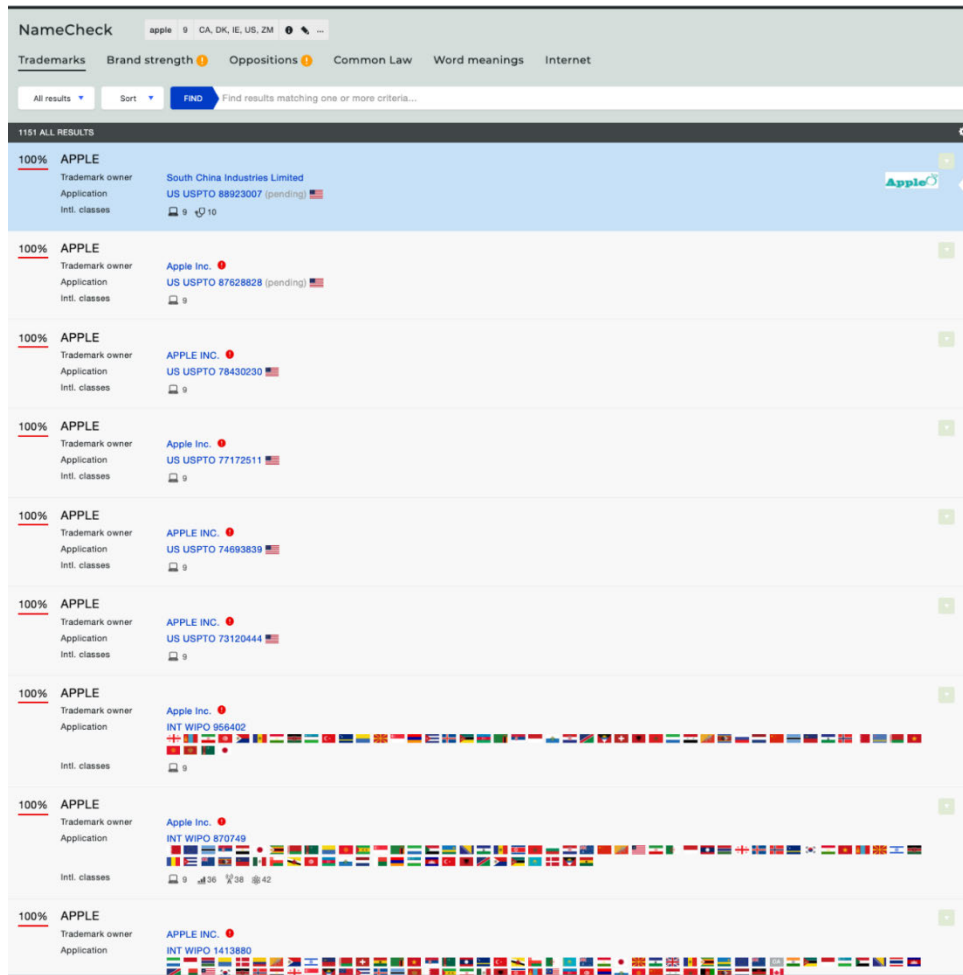 NameCheck apple 9 CA, DK, IE, US, ZM ...
Trademarks Brand strength Oppositions Common Law Word meanings Internet
All results Sort FIND Find results matching one or more criteria...
1151 ALL RESULTS
100% APPLE
Trademark owner South China Industries Limited
Apple
Application US USPTO 88923007 (pending)
Intl. classes 9 10
100% APPLE
Trademark owner Apple Inc.
Application US USPTO 87628828 (pending)
Intl. classes 9
100% APPLE
Trademark owner APPLE INC.
Application US USPTO 78430230
Intl. classes 9
100% APPLE
Trademark owner Apple Inc.
Application US USPTO 77172511
Intl. classes 9
100% APPLE
Trademark owner APPLE INC.
Application US USPTO 74693839
Intl. classes 9
100% APPLE
Trademark owner APPLE INC.
Application US USPTO 73120444
Intl. classes 9
100% APPLE
Trademark owner Apple Inc.
Application INT WIPO 956402
Intl. classes 9
100% APPLE
Trademark owner Apple Inc.
Application INT WIPO 870749
Intl. classes 9 36 38 42
100% APPLE
Trademark owner APPLE INC.
Application INT WIPO 1413880